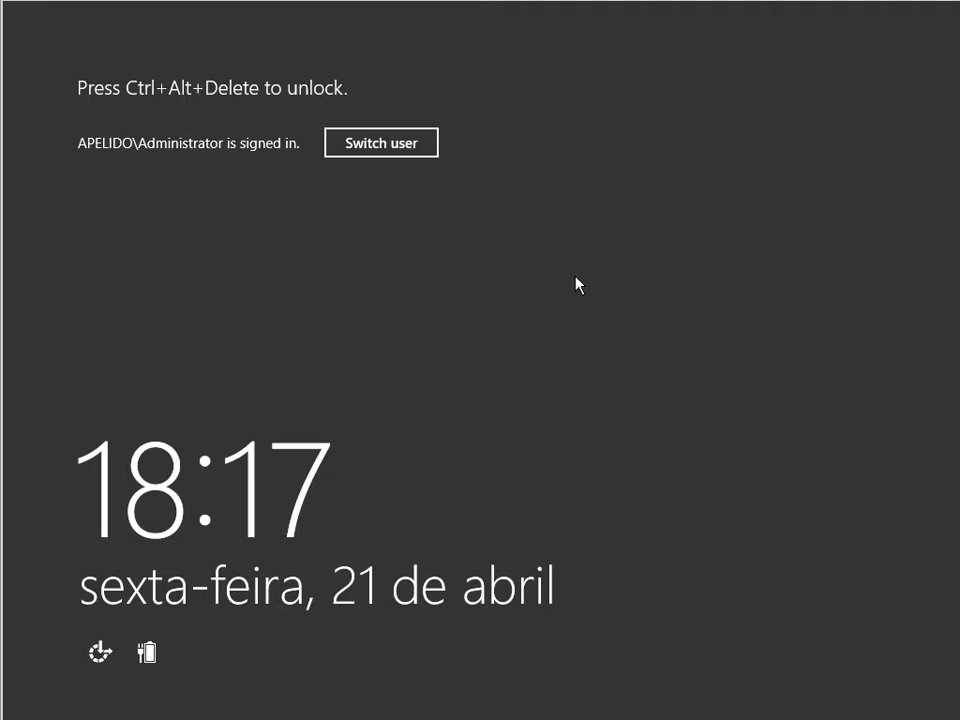 Press Ctrl+Alt+Delete to unlock.
APELIDO\Administrator is signed in.
Switch user
18:17
sexta-feira, 21 de abril